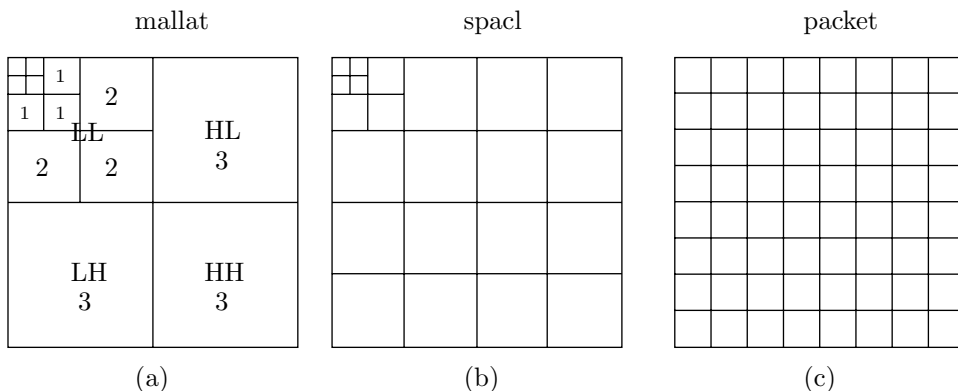 mallat spacl packet
1
2
1 1
LL
HL
2 2
3
LH HH
3 3
(a) (b) (c)